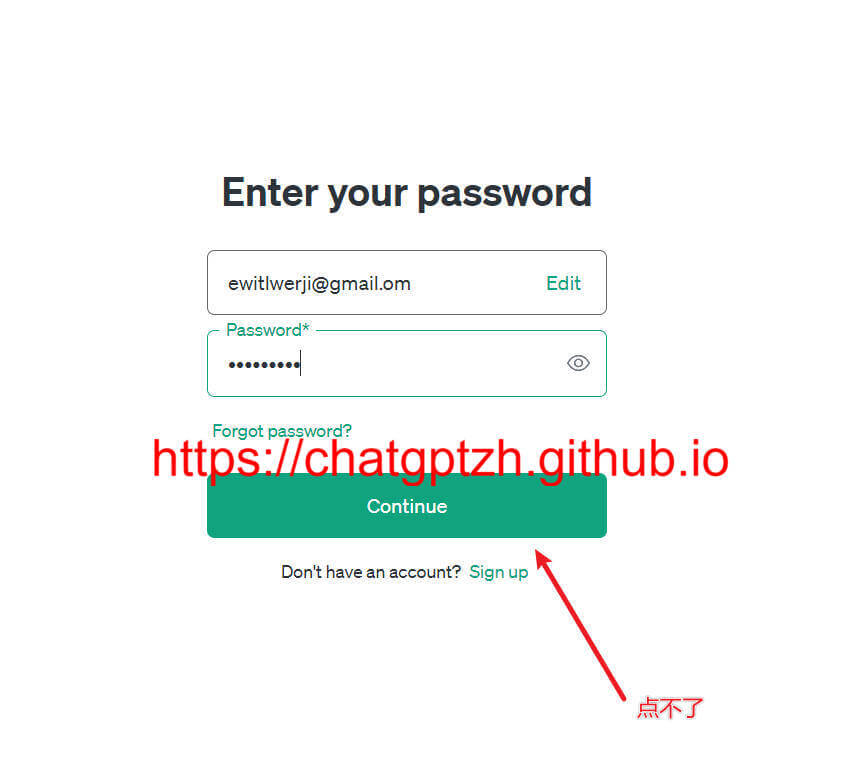 Enter your password
ewitlwerji@gmail.om Edit
Password*
•••••••••
Forgot password?
https://chatgptzh.github.io
Continue
Don't have an account? Sign up
点不了